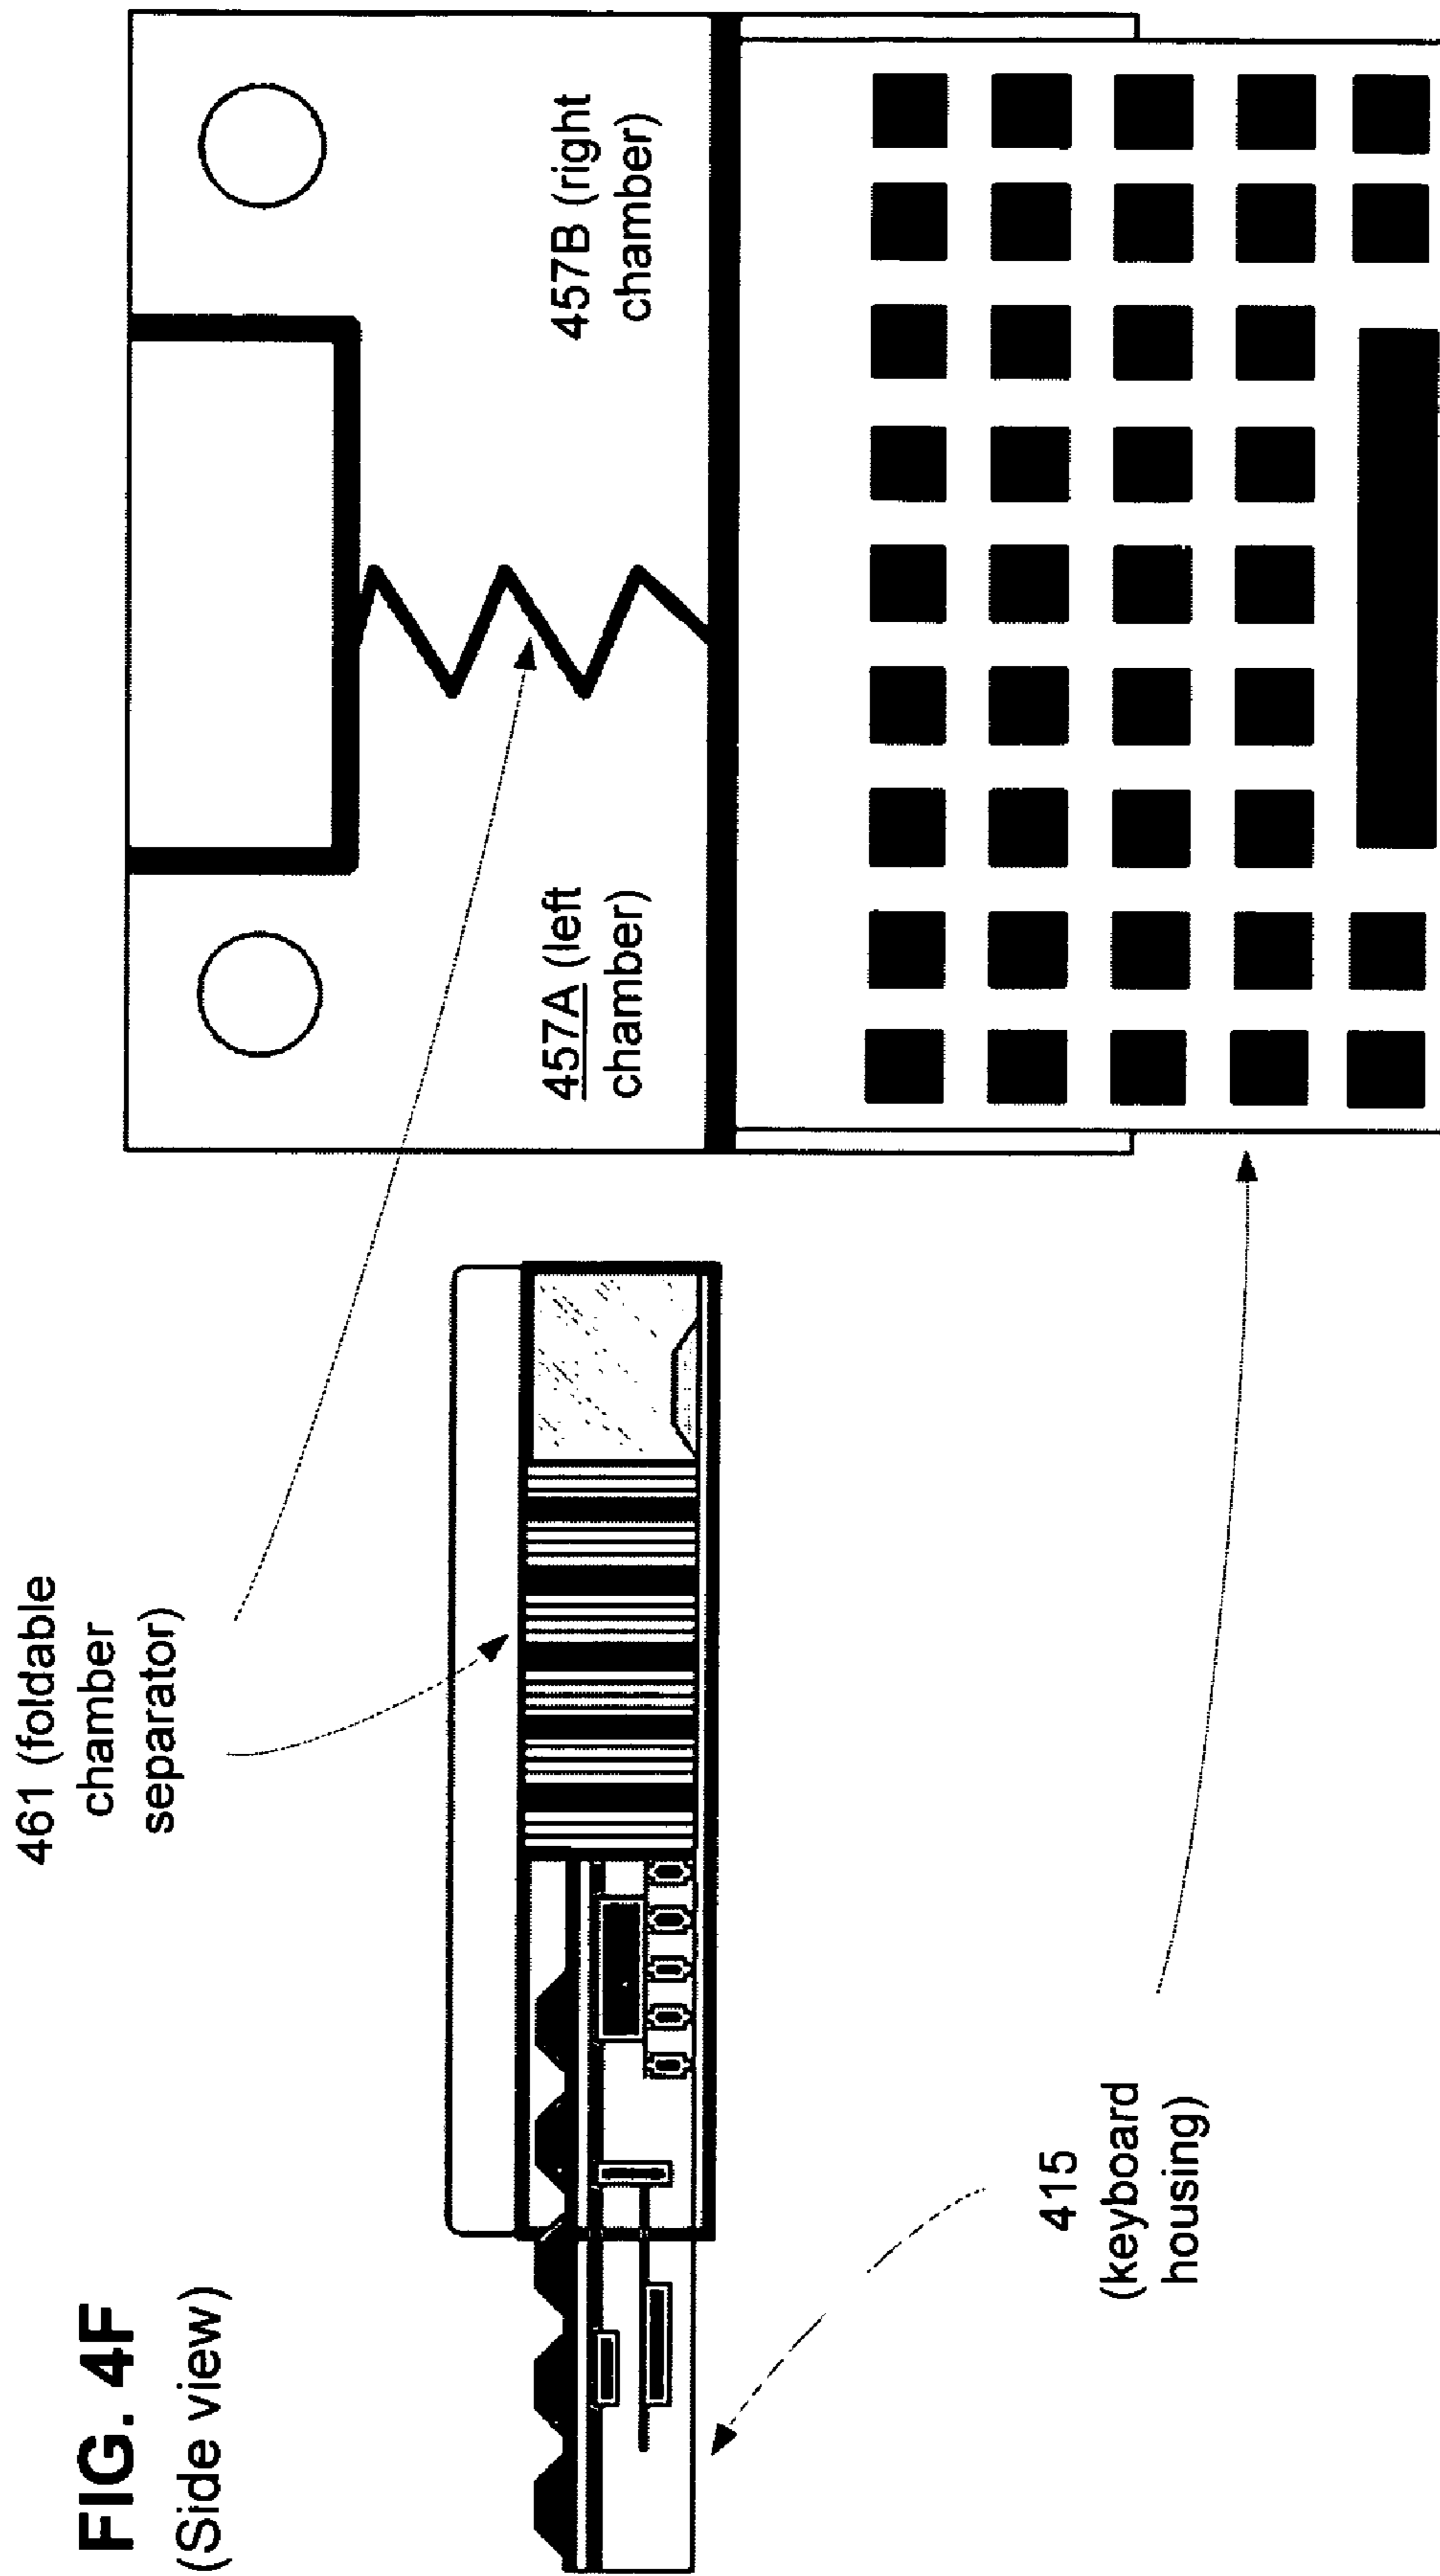 FIG. 4F
(Side view)
461 (foldable
chamber
separator)
457A (left
chamber)
457B (right
chamber)
415
(keyboard
housing)